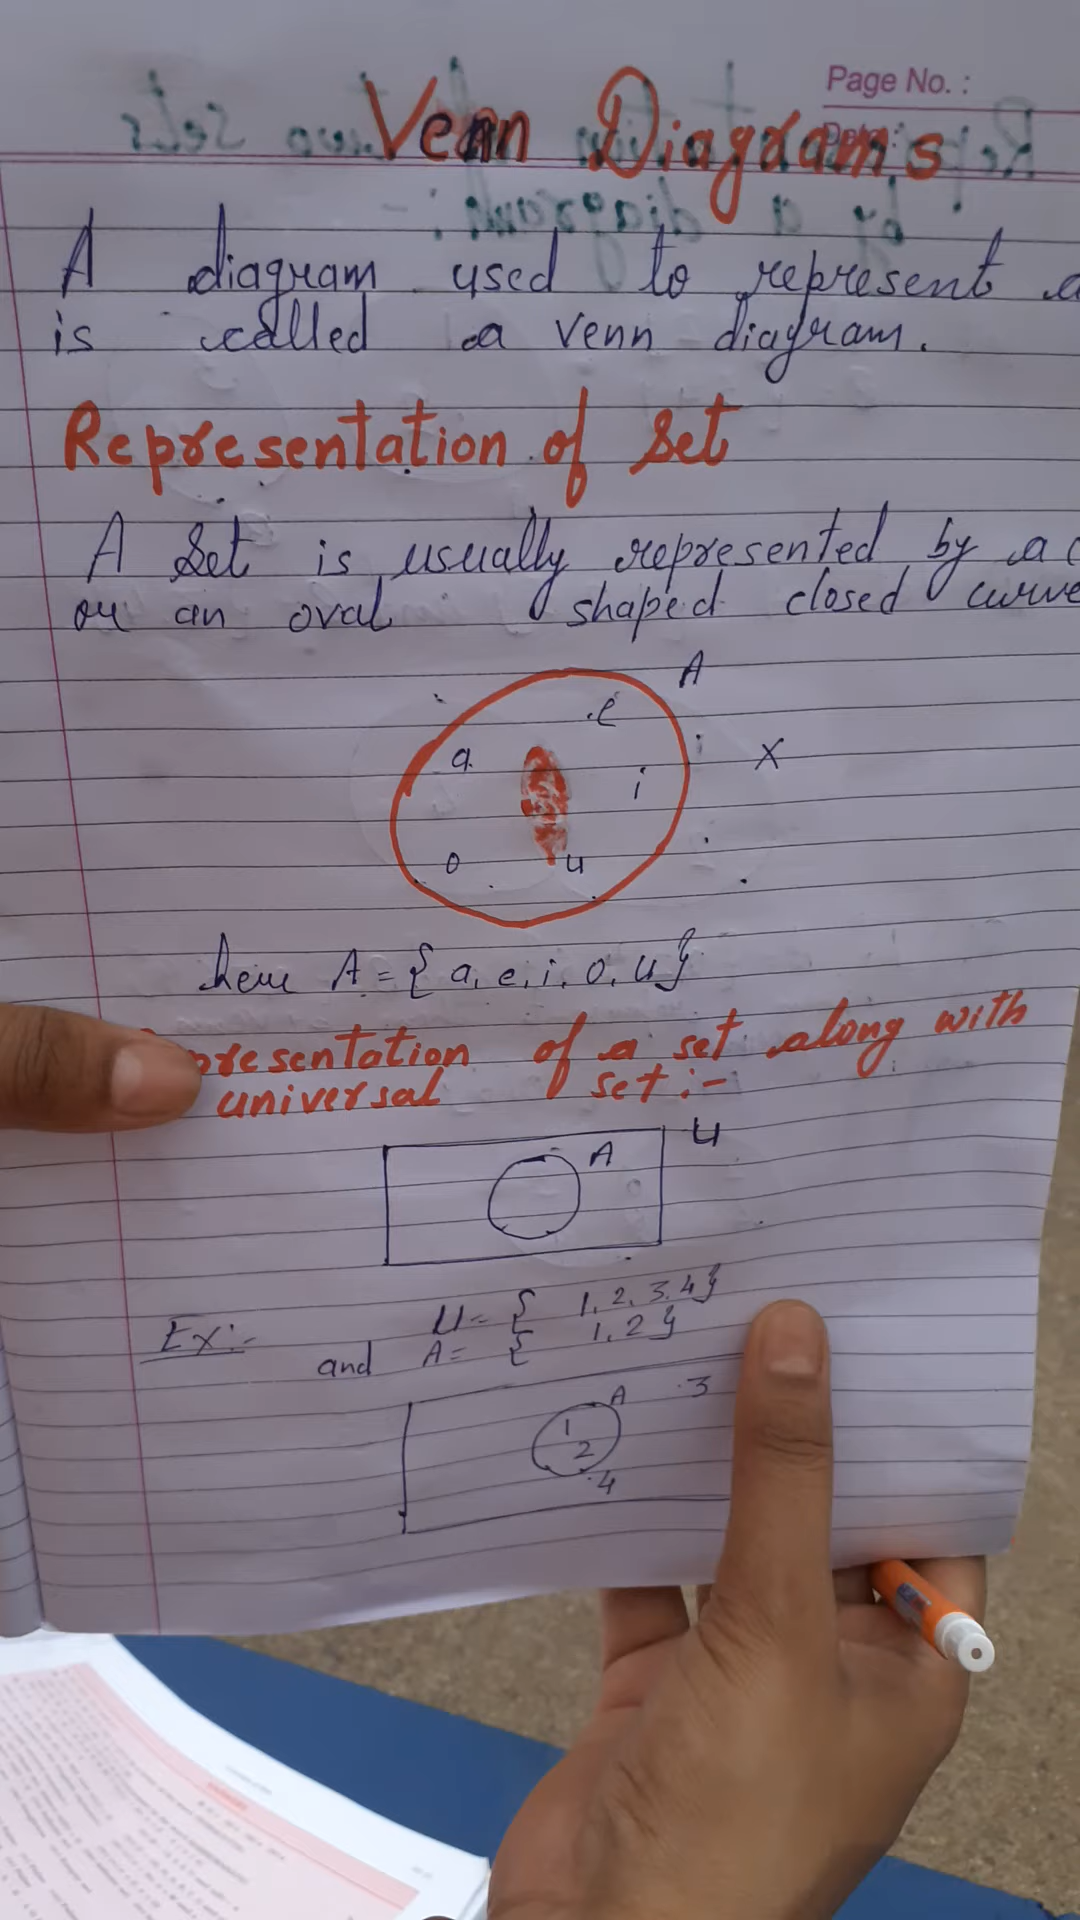 Page No. :
Venn Diagrams
A diagram used to represent a
is called a venn diagram.
Representation of set
A set is usually represented by a
or an oval shaped closed curve
A
.e
a.
i
X
o
u
here A = { a, e, i, o, u }
presentation of a set along with
universal set :-
U
A
Ex:- U = { 1, 2, 3, 4 }
and A = { 1, 2 }
A .3
1
2
.4